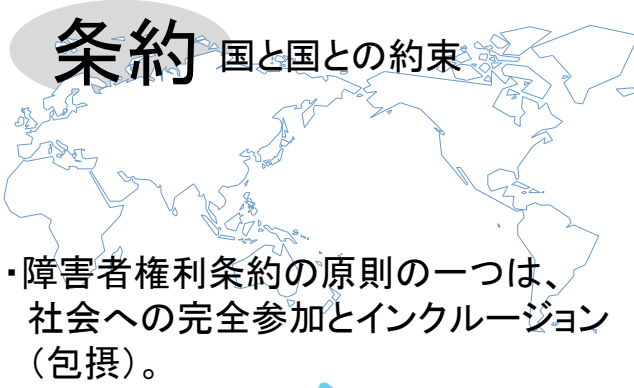 条約 国と国との約束
・障害者権利条約の原則の一つは、
社会への完全参加とインクルージョン
（包摂）。